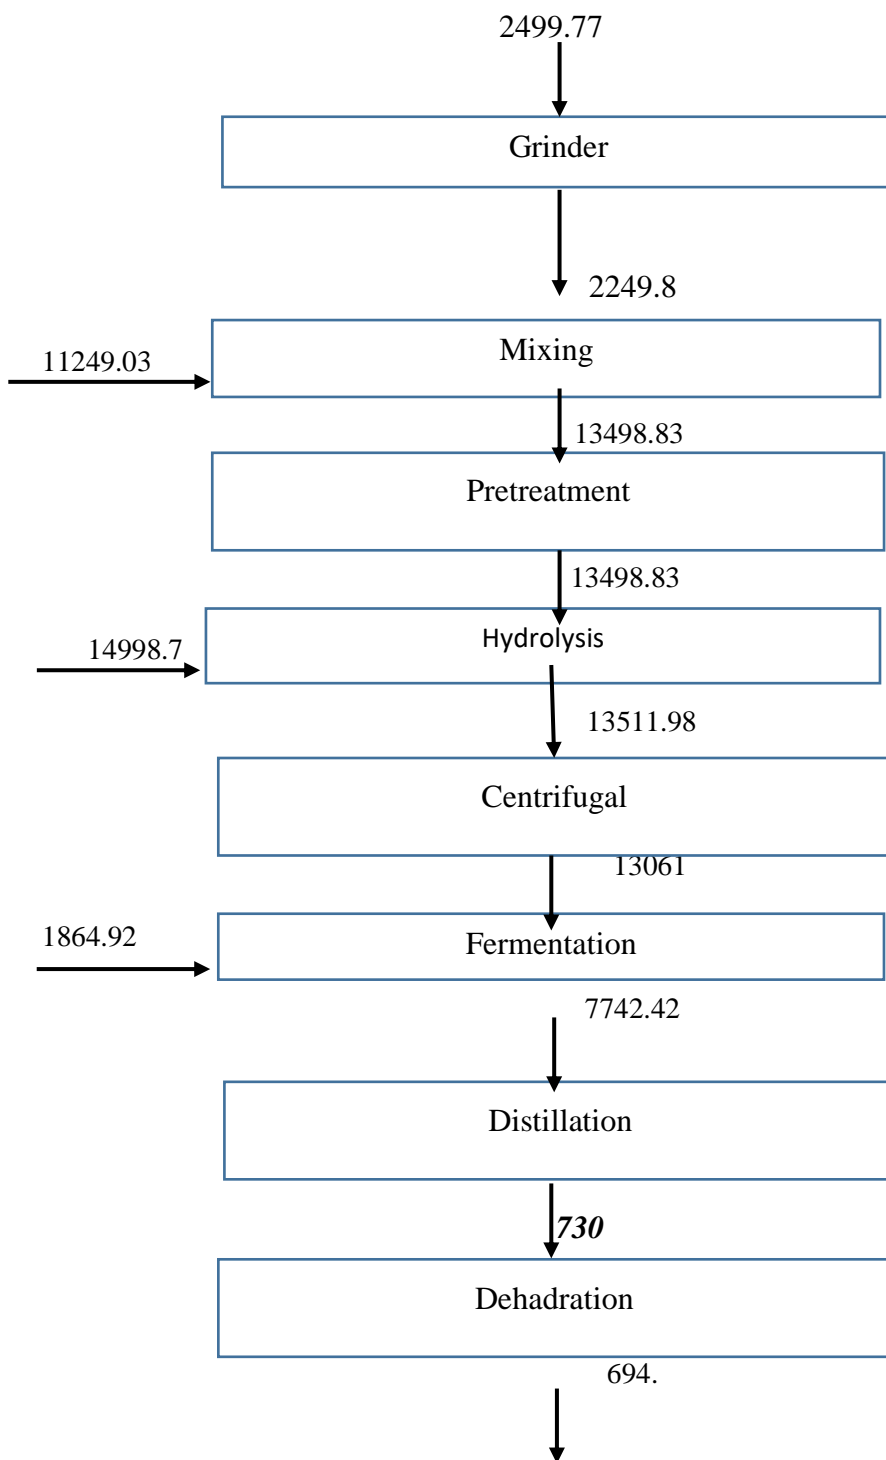 2499.77
Grinder
2249.8
Mixing
11249.03
13498.83
Pretreatment
13498.83
Hydrolysis
14998.7
13511.98
Centrifugal
13061
1864.92
Fermentation
7742.42
Distillation
730
Dehadration
694.